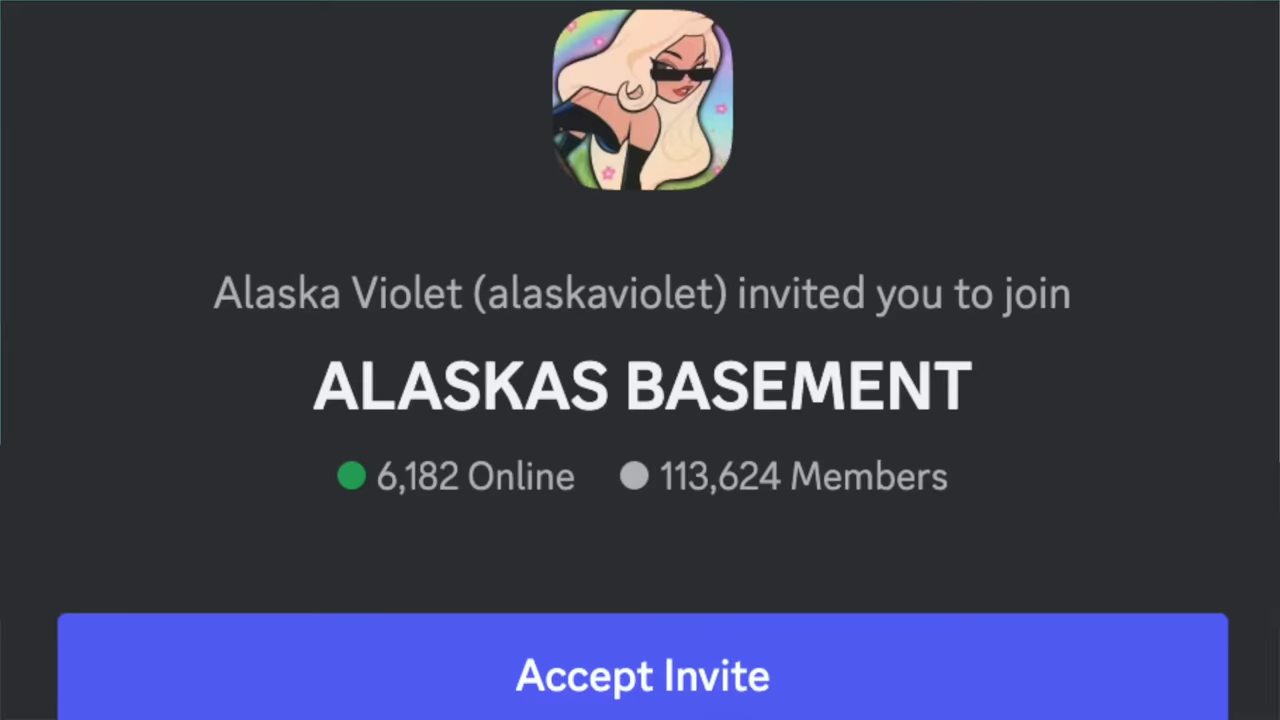 Alaska Violet (alaskaviolet) invited you to join
ALASKAS BASEMENT
6,182 Online 113,624 Members
Accept Invite